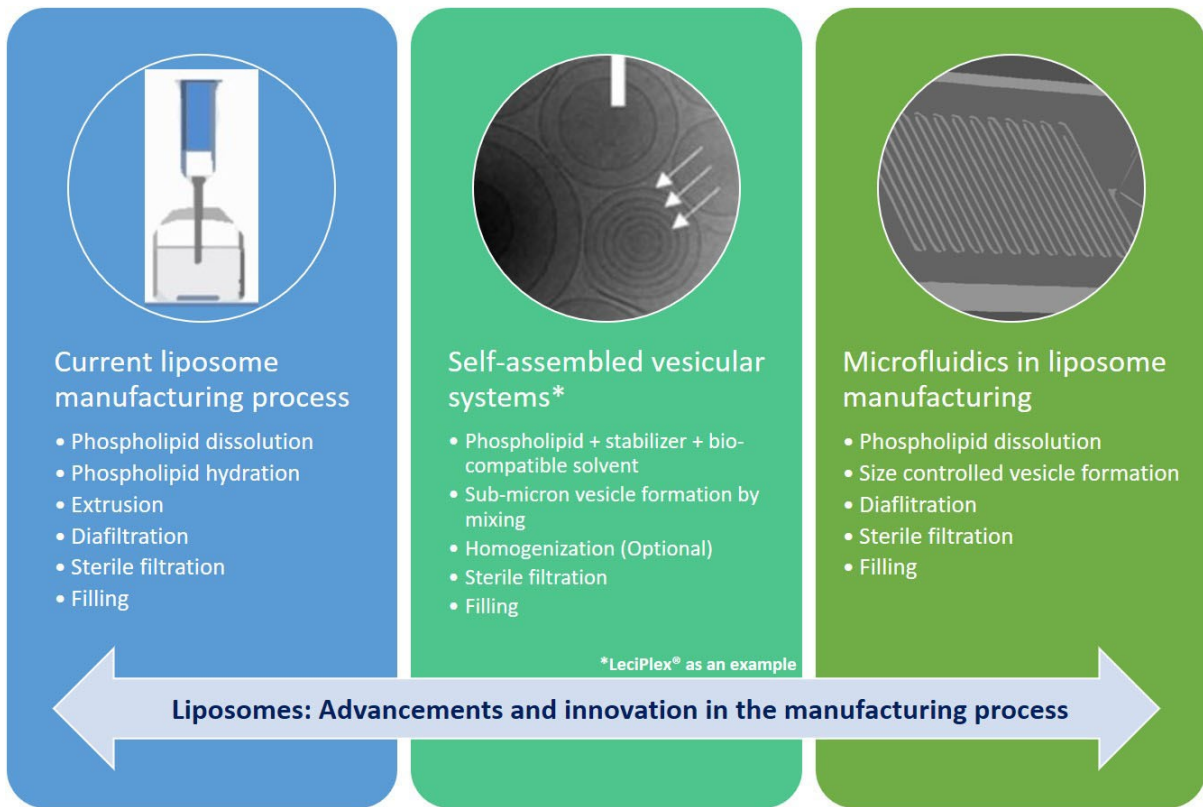 Current liposome
manufacturing process
• Phospholipid dissolution
• Phospholipid hydration
• Extrusion
• Diafiltration
• Sterile filtration
• Filling
Self-assembled vesicular
systems*
• Phospholipid + stabilizer + bio-
compatible solvent
• Sub-micron vesicle formation by
mixing
• Homogenization (Optional)
• Sterile filtration
• Filling
*LeciPlex® as an example
Microfluidics in liposome
manufacturing
• Phospholipid dissolution
• Size controlled vesicle formation
• Diaflitration
• Sterile filtration
• Filling
Liposomes: Advancements and innovation in the manufacturing process